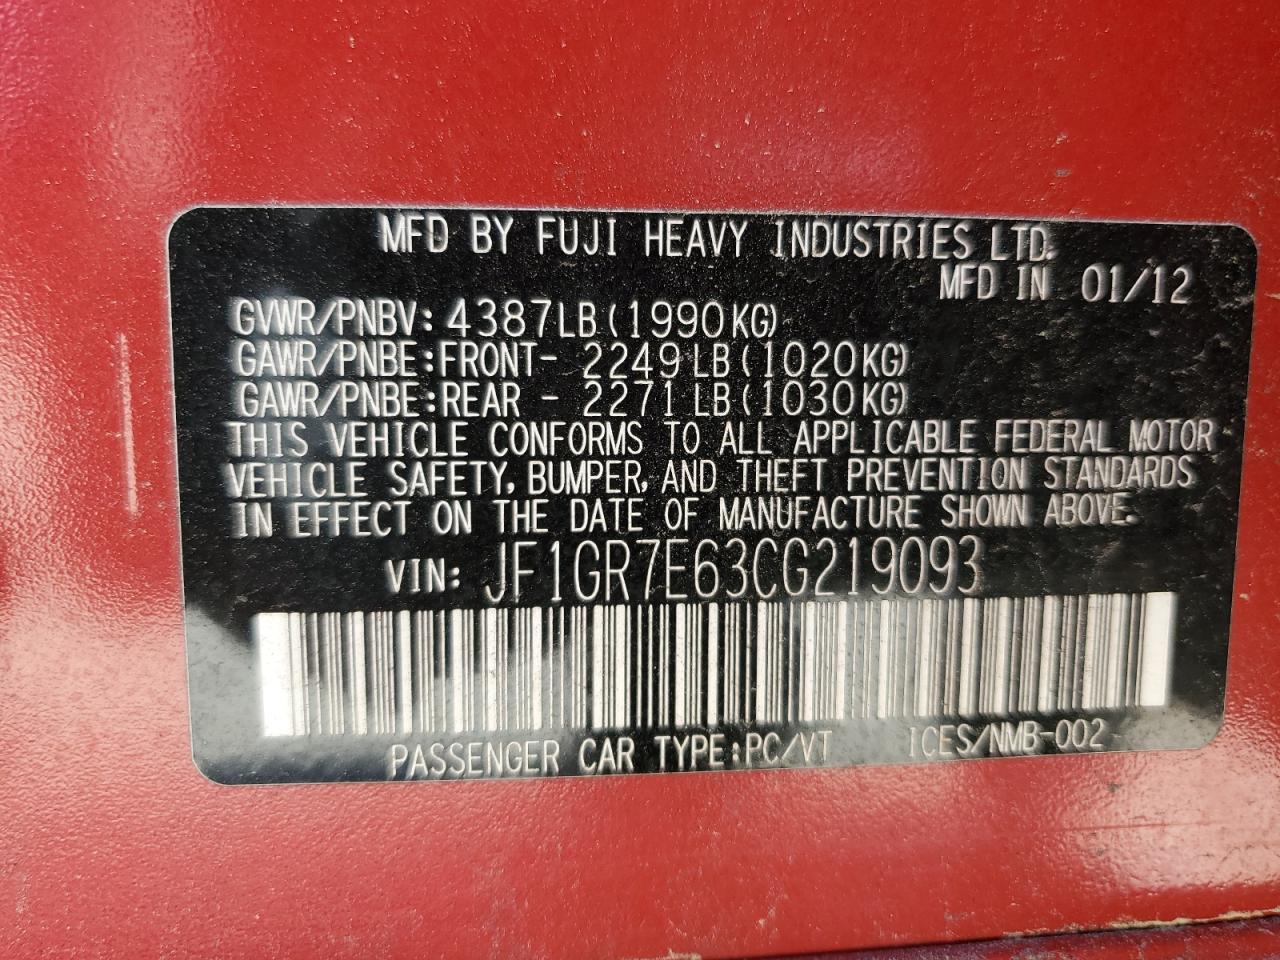 MFD BY FUJI HEAVY INDUSTRIES LTD.
MFD IN 01/12
GVWR/PNBV: 4387LB (1990KG)
GAWR/PNBE:FRONT- 2249LB (1020KG)
GAWR/PNBE:REAR - 2271LB (1030KG)
THIS VEHICLE CONFORMS TO ALL APPLICABLE FEDERAL MOTOR
VEHICLE SAFETY, BUMPER, AND THEFT PREVENTION STANDARDS
IN EFFECT ON THE DATE OF MANUFACTURE SHOWN ABOVE.
VIN: JF1GR7E63CG219093
PASSENGER CAR TYPE:PC/VT ICES/NMB-002